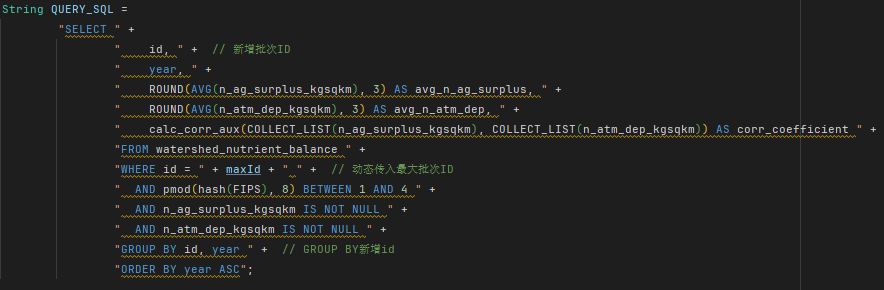 String QUERY_SQL =
"SELECT " +
"    id, " +  // 新增批次ID
"    year, " +
"    ROUND(AVG(n_ag_surplus_kgsqkm), 3) AS avg_n_ag_surplus, " +
"    ROUND(AVG(n_atm_dep_kgsqkm), 3) AS avg_n_atm_dep, " +
"    calc_corr_aux(COLLECT_LIST(n_ag_surplus_kgsqkm), COLLECT_LIST(n_atm_dep_kgsqkm)) AS corr_coefficient " +
"FROM watershed_nutrient_balance " +
"WHERE id = " + maxId + " " +  // 动态传入最大批次ID
"  AND pmod(hash(FIPS), 8) BETWEEN 1 AND 4 " +
"  AND n_ag_surplus_kgsqkm IS NOT NULL " +
"  AND n_atm_dep_kgsqkm IS NOT NULL " +
"GROUP BY id, year " +  // GROUP BY新增id
"ORDER BY year ASC";